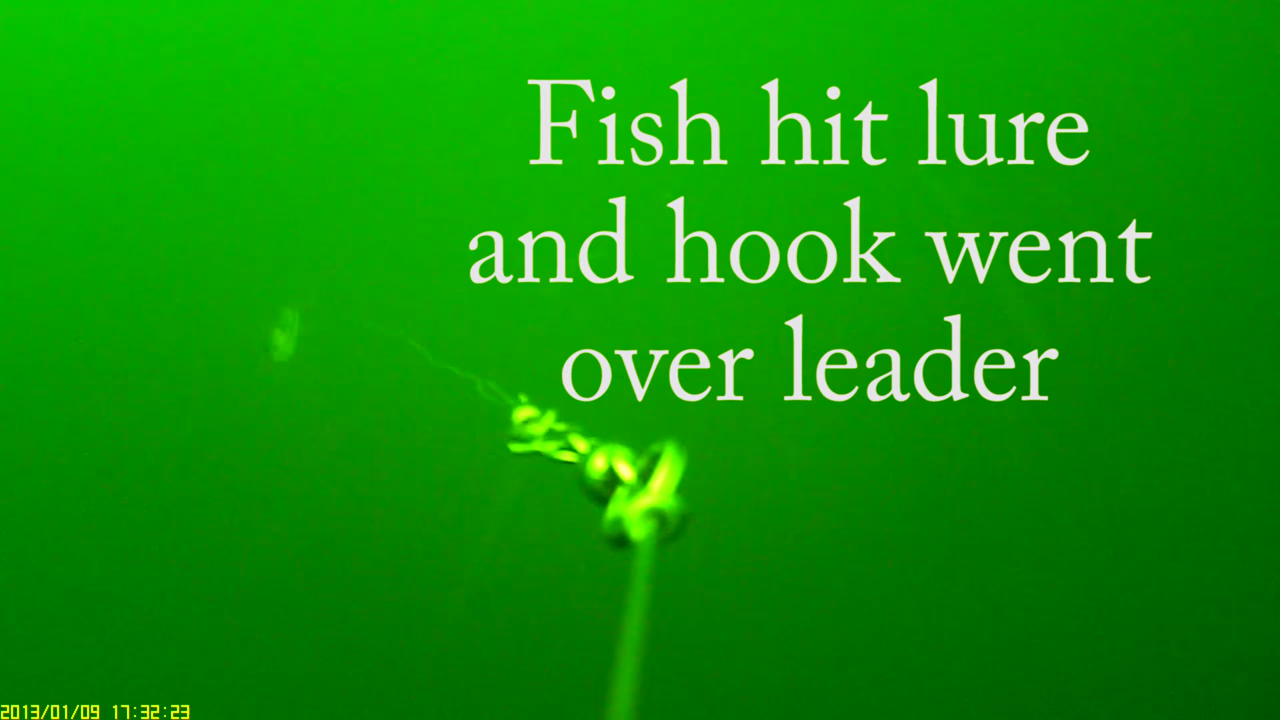 Fish hit lure
and hook went
over leader
2013/01/09 17:32:23